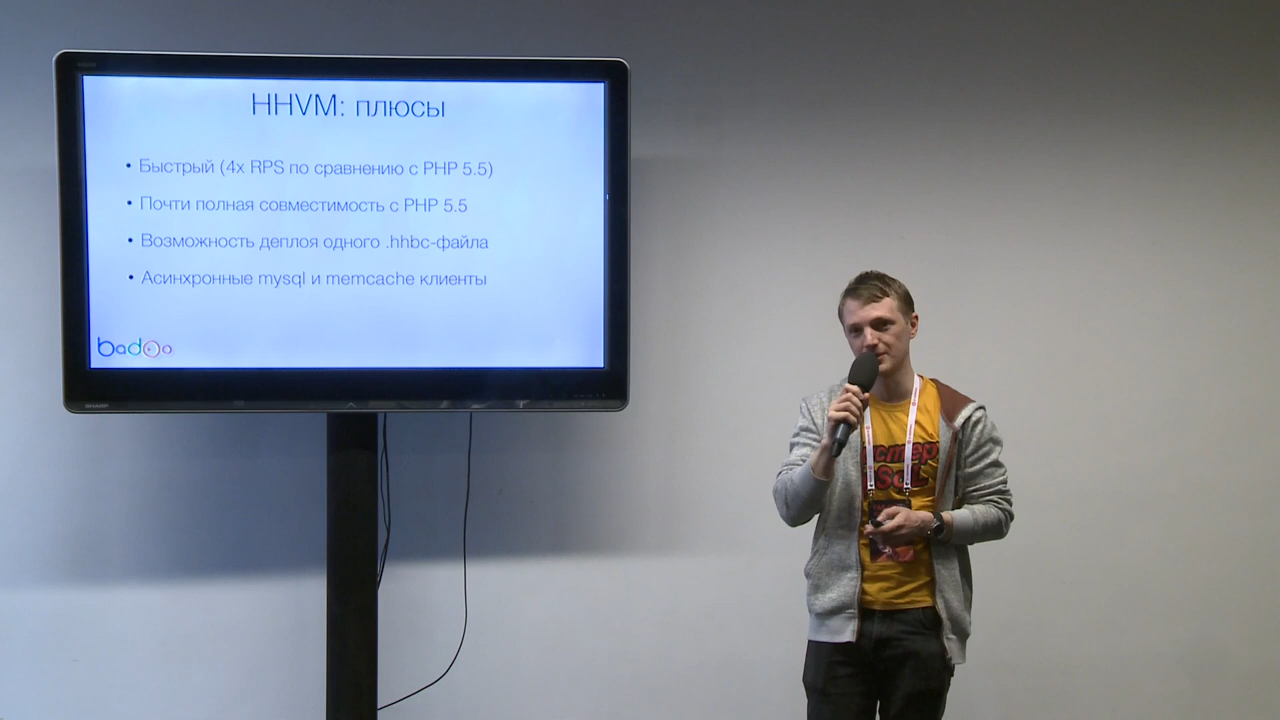 HHVM: плюсы
• Быстрый (4x RPS по сравнению с PHP 5.5)
• Почти полная совместимость с PHP 5.5
• Возможность деплоя одного .hhbc-файла
• Асинхронные mysql и memcache клиенты
badoo
SHARP